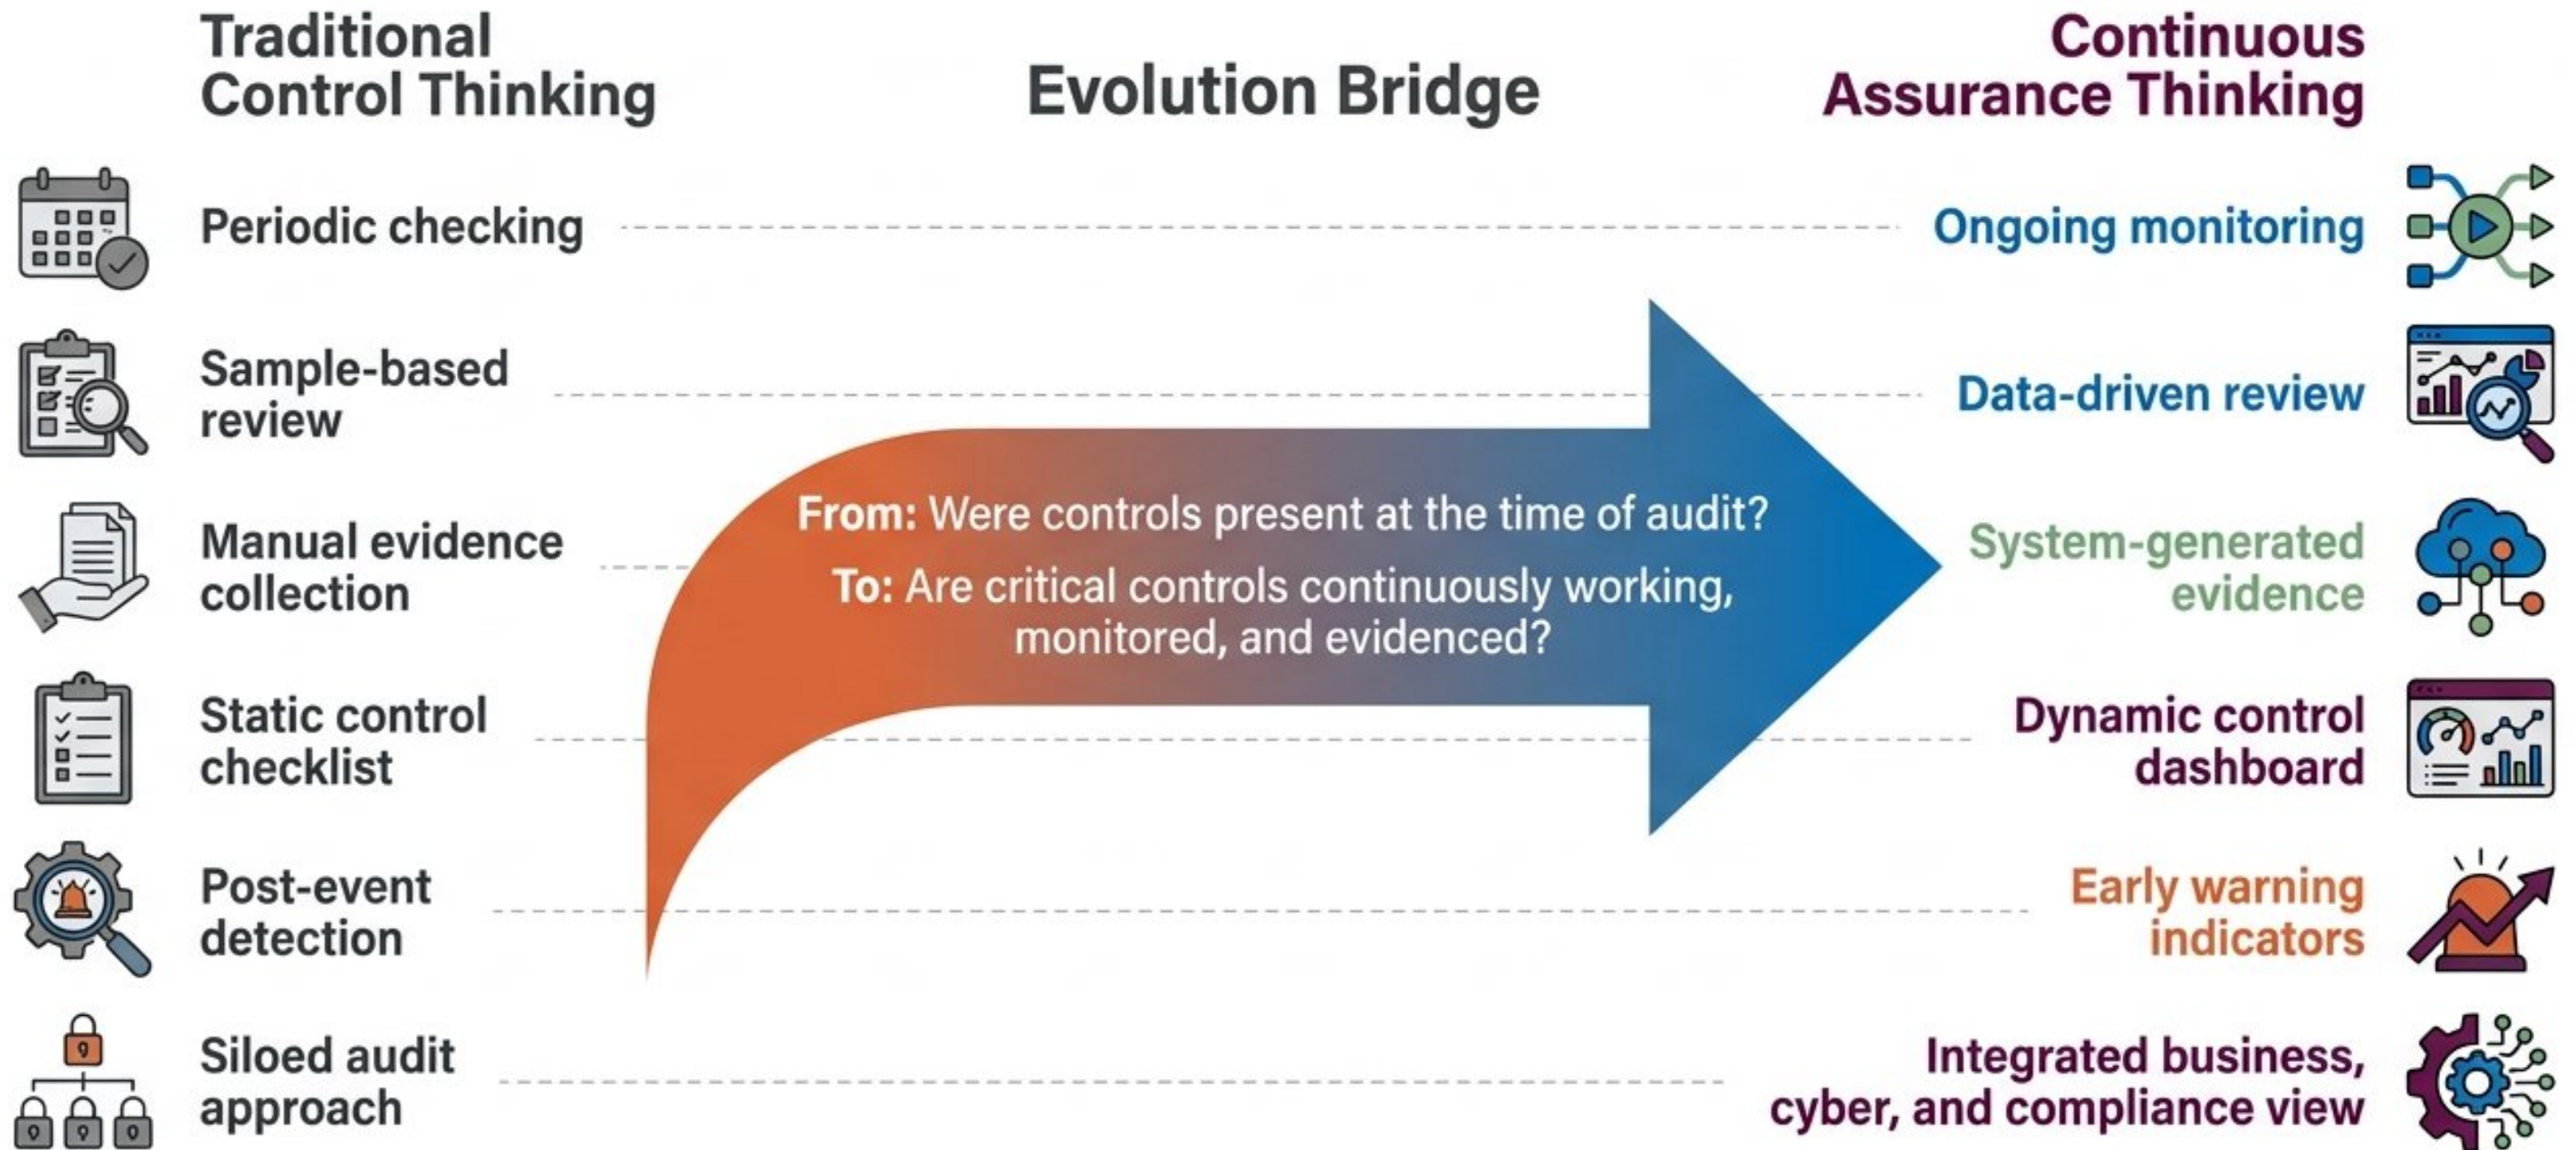 Traditional
Control Thinking
Evolution Bridge
Continuous
Assurance Thinking
Periodic checking
Ongoing monitoring
Sample-based
review
Data-driven review
Manual evidence
collection
From: Were controls present at the time of audit?
To: Are critical controls continuously working,
monitored, and evidenced?
System-generated
evidence
Static control
checklist
Dynamic control
dashboard
Post-event
detection
Early warning
indicators
Siloed audit
approach
Integrated business,
cyber, and compliance view